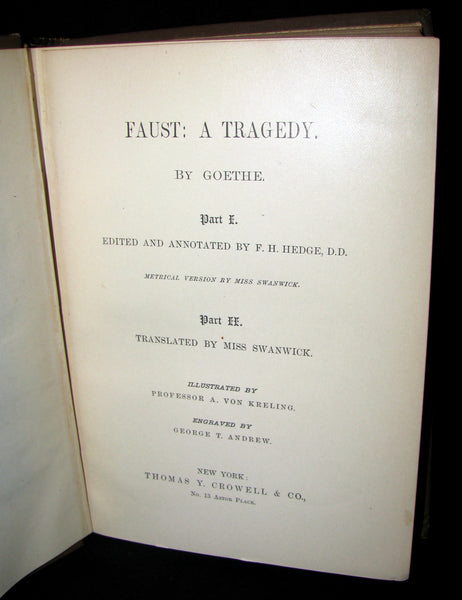 FAUST: A TRAGEDY.
BY GOETHE.
Part I.
EDITED AND ANNOTATED BY F. H. HEDGE, D.D.
METRICAL VERSION BY MISS SWANWICK.
Part II.
TRANSLATED BY MISS SWANWICK.
ILLUSTRATED BY
PROFESSOR A. VON KRELING.
ENGRAVED BY
GEORGE T. ANDREW.
NEW YORK:
THOMAS Y. CROWELL & CO.,
No. 13 Astor Place.